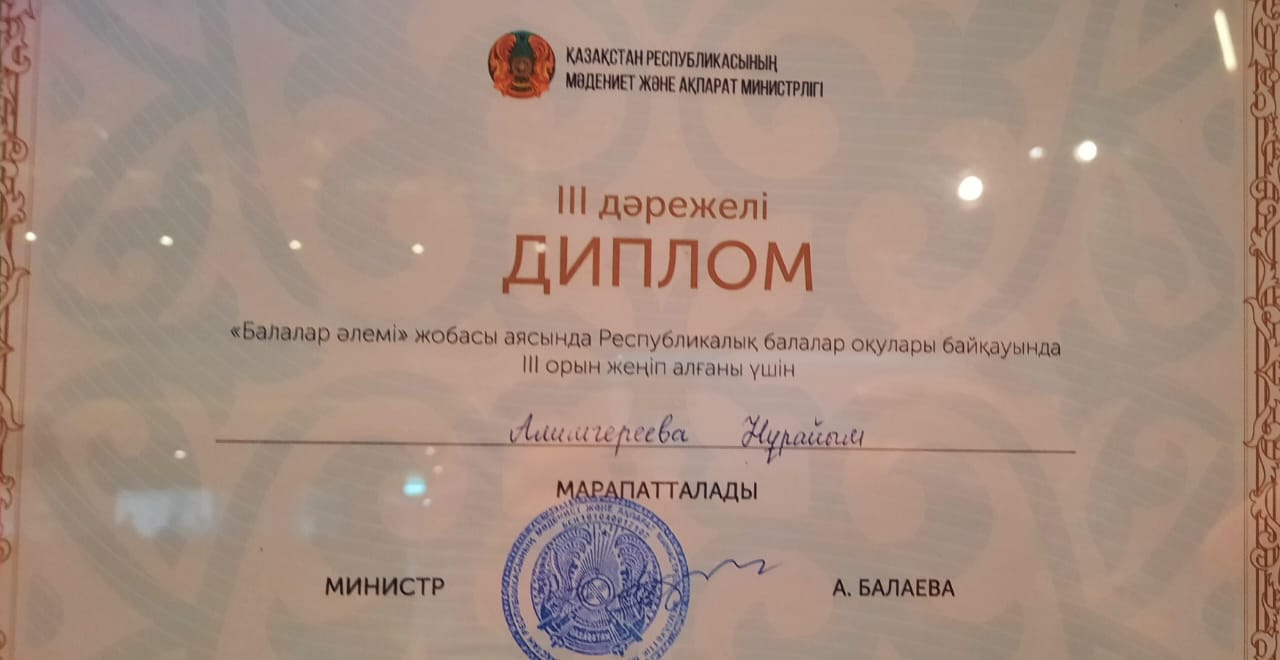 ҚАЗАҚСТАН РЕСПУБЛИКАСЫНЫҢ
МӘДЕНИЕТ ЖӘНЕ АҚПАРАТ МИНИСТРЛІГІ
III дәрежелі
ДИПЛОМ
«Балалар әлемі» жобасы аясында Республикалық балалар оқулары байқауында
III орын жеңіп алғаны үшін
Алимгереева Нұрайым
МАРАПАТТАЛАДЫ
МИНИСТР
А. БАЛАЕВА